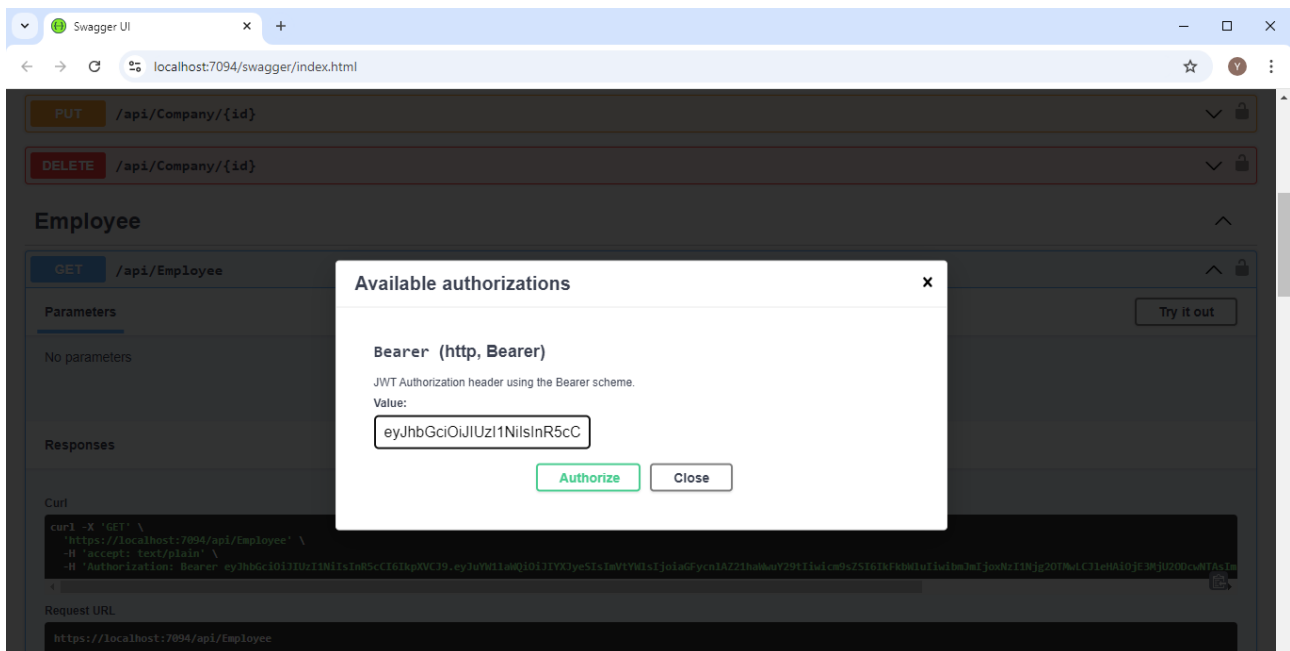 Swagger UI
localhost:7094/swagger/index.html
Y
PUT /api/Company/{id}
DELETE /api/Company/{id}
Employee
GET /api/Employee
Available authorizations
Parameters
Try it out
No parameters
Bearer (http, Bearer)
JWT Authorization header using the Bearer scheme.
Value:
eyJhbGciOiJIUzI1NiIsInR5cC
Responses
Authorize
Close
Curl
curl -X 'GET' \
'https://localhost:7094/api/Employee' \
-H 'accept: text/plain' \
-H 'Authorization: Bearer
Request URL
https://localhost:7094/api/Employee